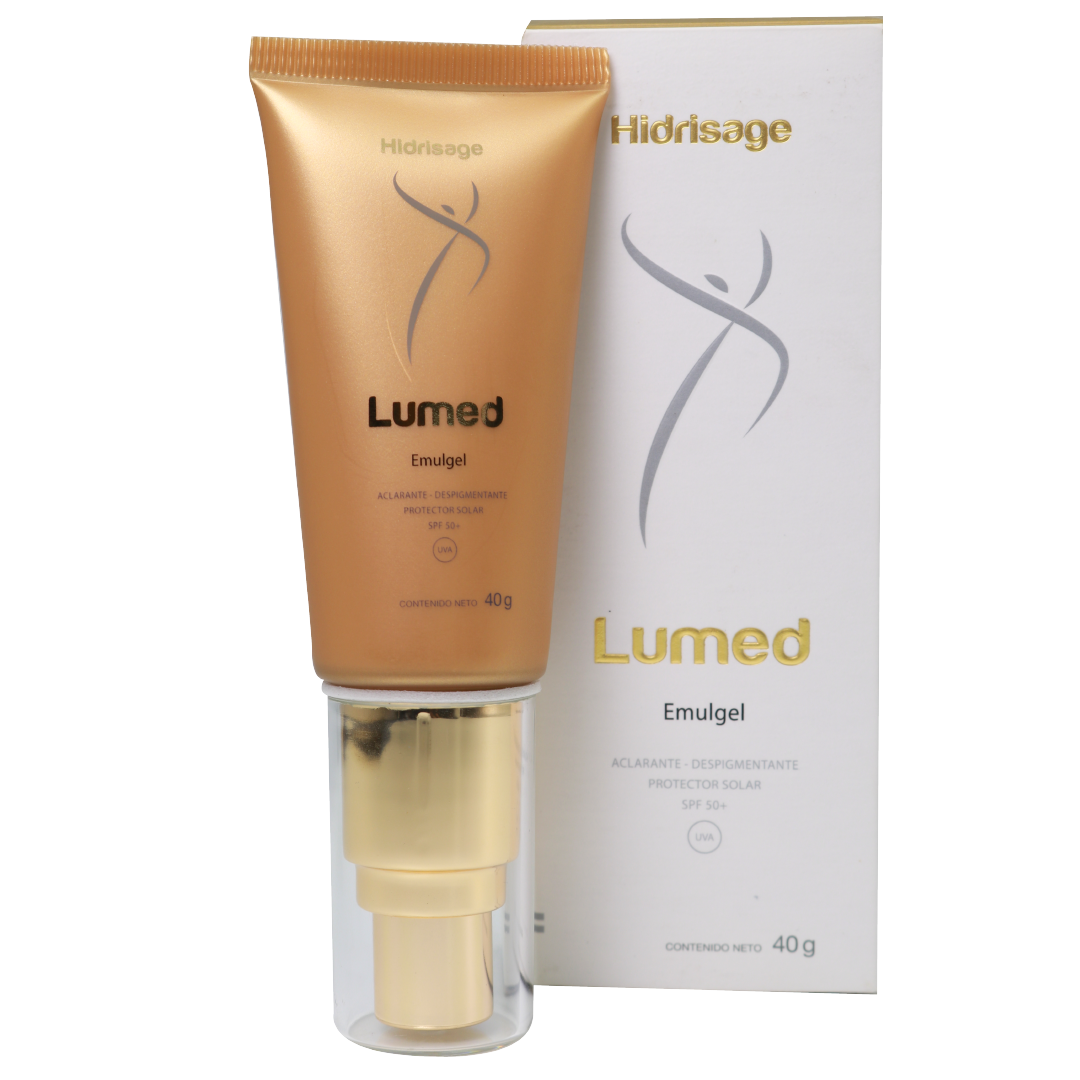 Hidrisage
Lumed
Emulgel
ACLARANTE - DESPIGMENTANTE
PROTECTOR SOLAR
SPF 50+
UVA
CONTENIDO NETO 40g
Hidrisage
Lumed
Emulgel
ACLARANTE - DESPIGMENTANTE
PROTECTOR SOLAR
SPF 50+
UVA
CONTENIDO NETO 40g